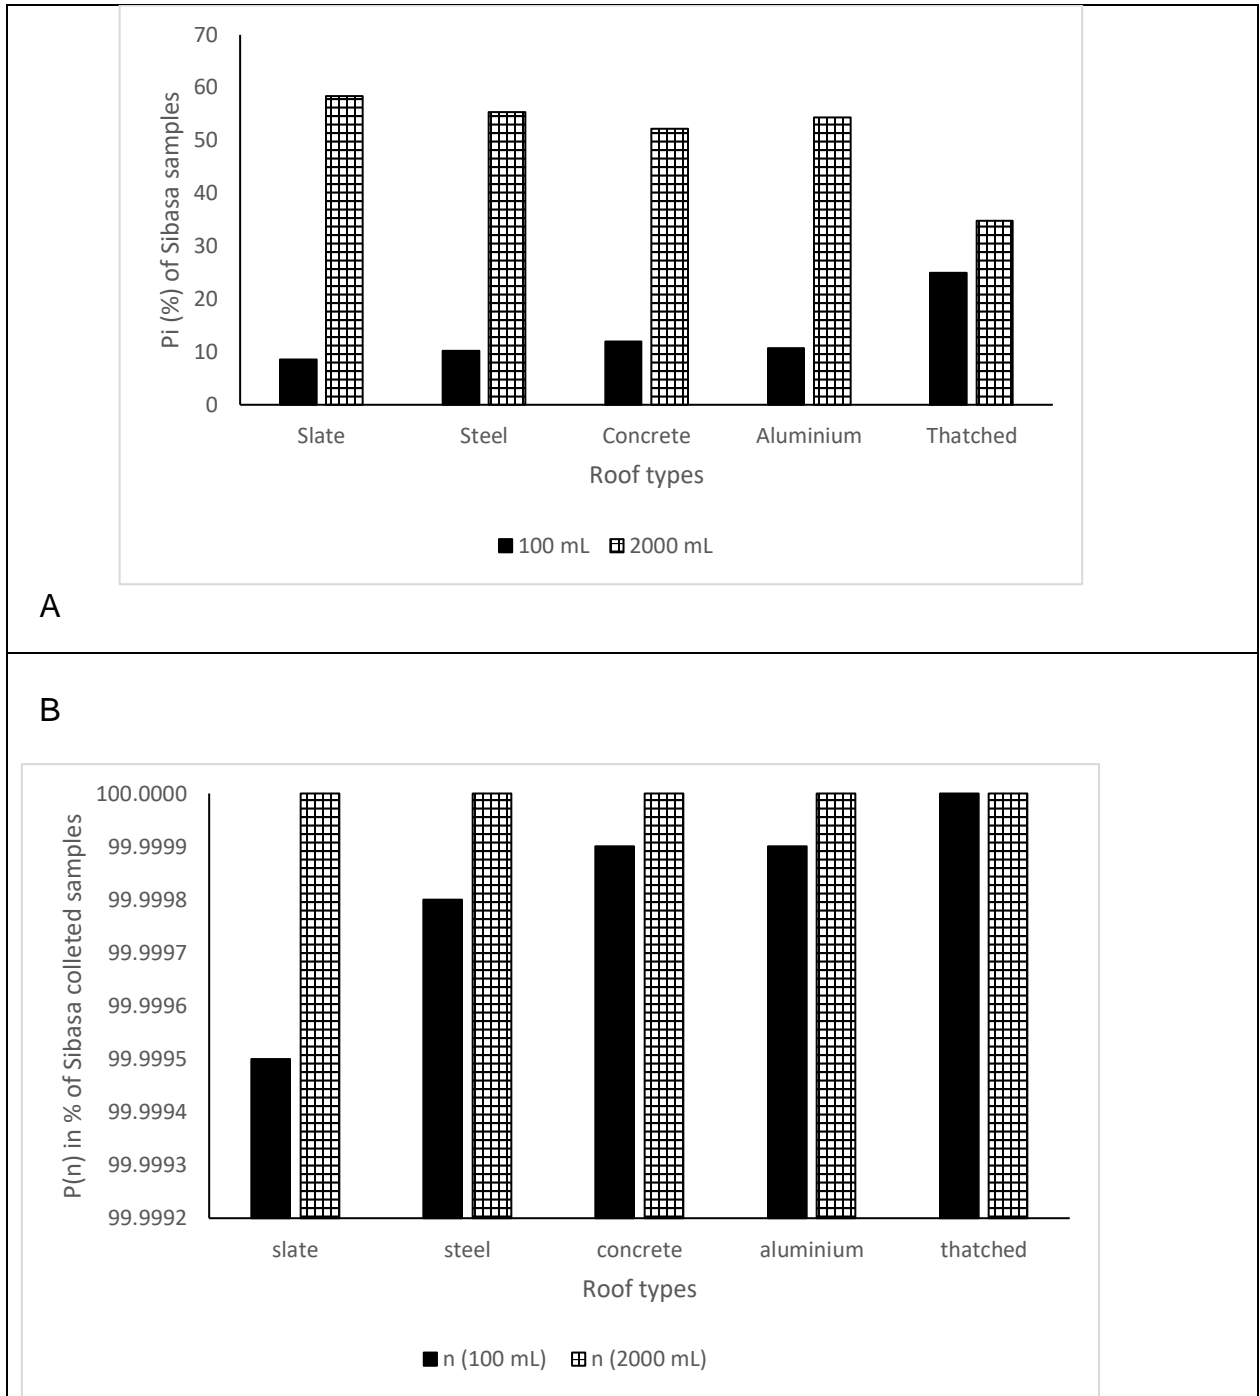 70
60
50
40
30
20
10
0
Pi (%) of Sibasa samples
Slate Steel Concrete Aluminium Thatched
Roof types
100 mL 2000 mL
A
B
100.0000
99.9999
99.9998
99.9997
99.9996
99.9995
99.9994
99.9993
99.9992
P(n) in % of Sibasa colleted samples
slate steel concrete aluminium thatched
Roof types
n (100 mL) n (2000 mL)